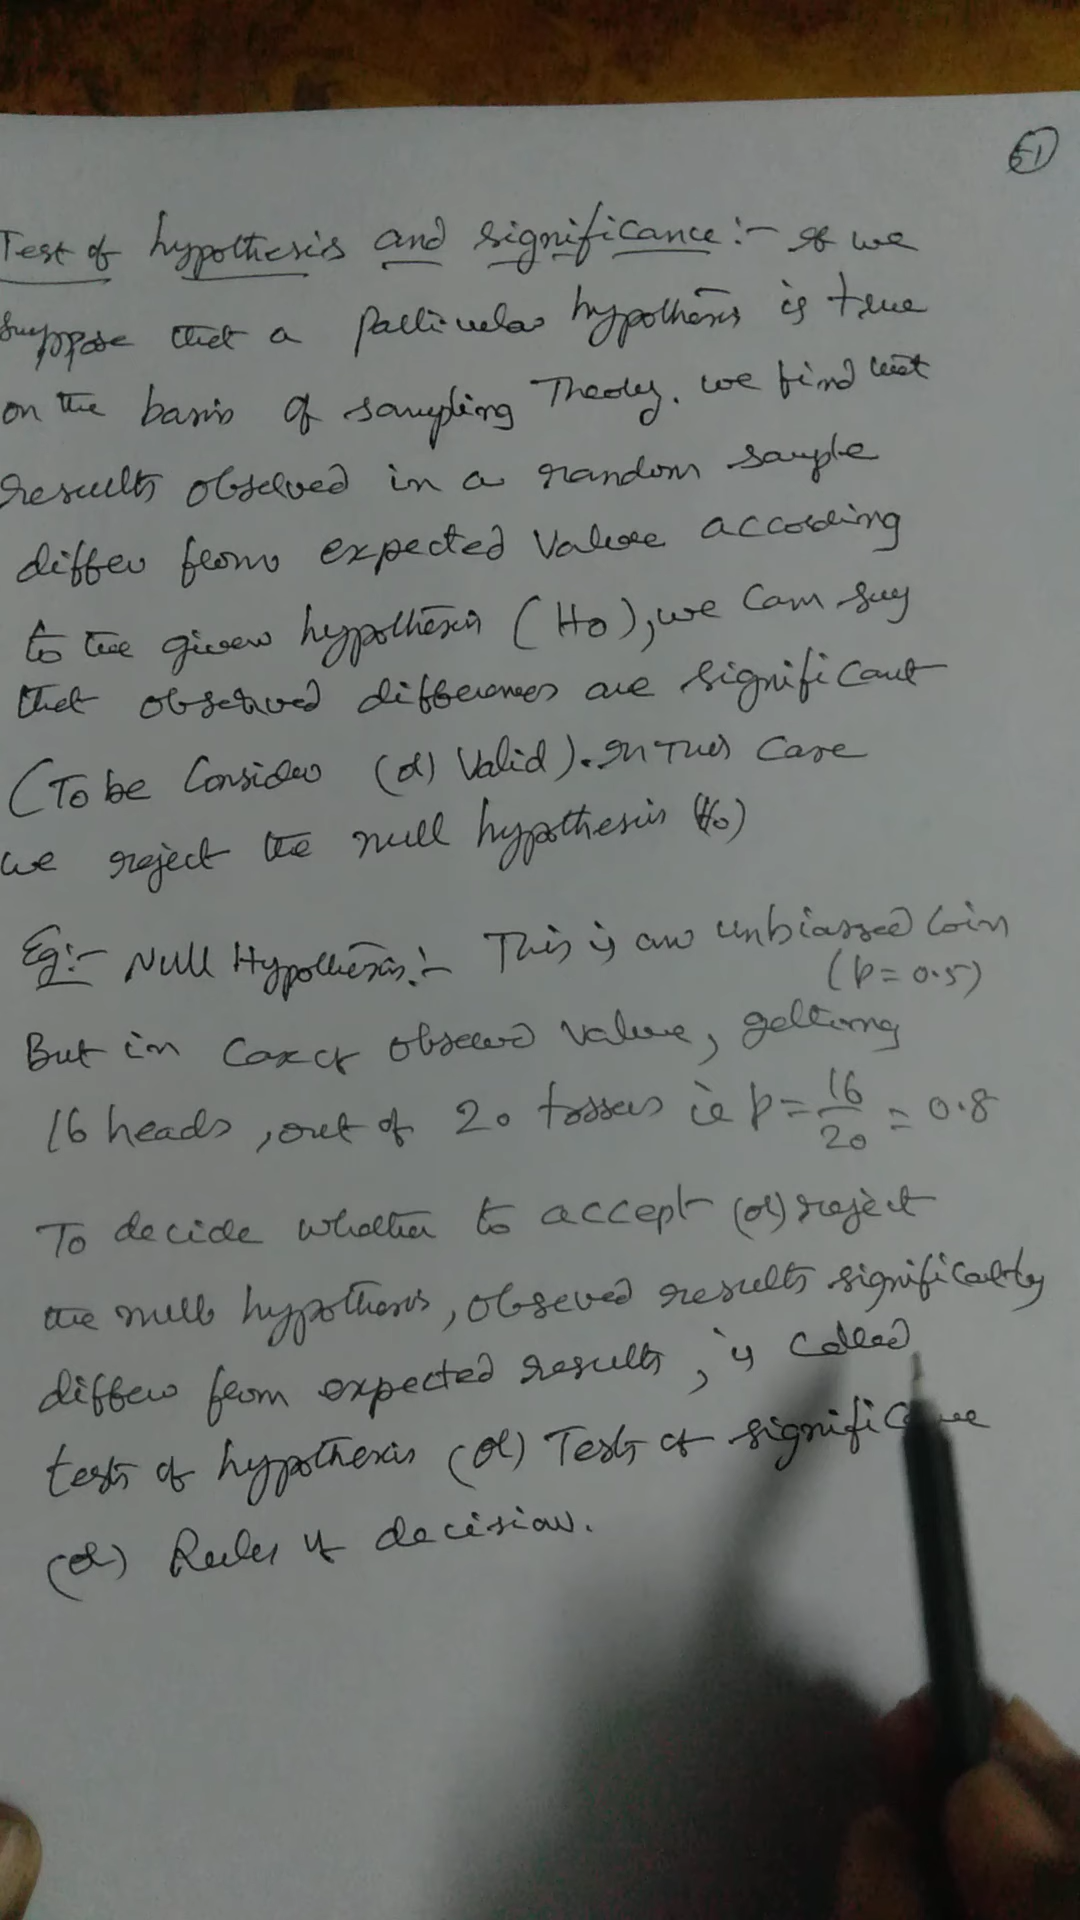 51
Test of hypothesis and significance :- If we
suppose that a particular hypothesis is true
on the basis of sampling Theory. we find that
results observed in a random sample
differ from expected Value according
to the given hypothesis (H0), we can say
that observed differences are significant
(To be Consider (or) Valid). In This case
we reject the null hypothesis (H0)
Eg:- Null Hypothesis:- This is an unbiassed Coin
(p = 0.5)
But in Case of observed value, getting
16 heads, out of 20 tosses ie p = 16/20 = 0.8
To decide whether to accept (or) reject
the null hypothesis, observed results significantly
differ from expected results, is called
tests of hypothesis (or) Tests of significance
(or) Rules of decision.